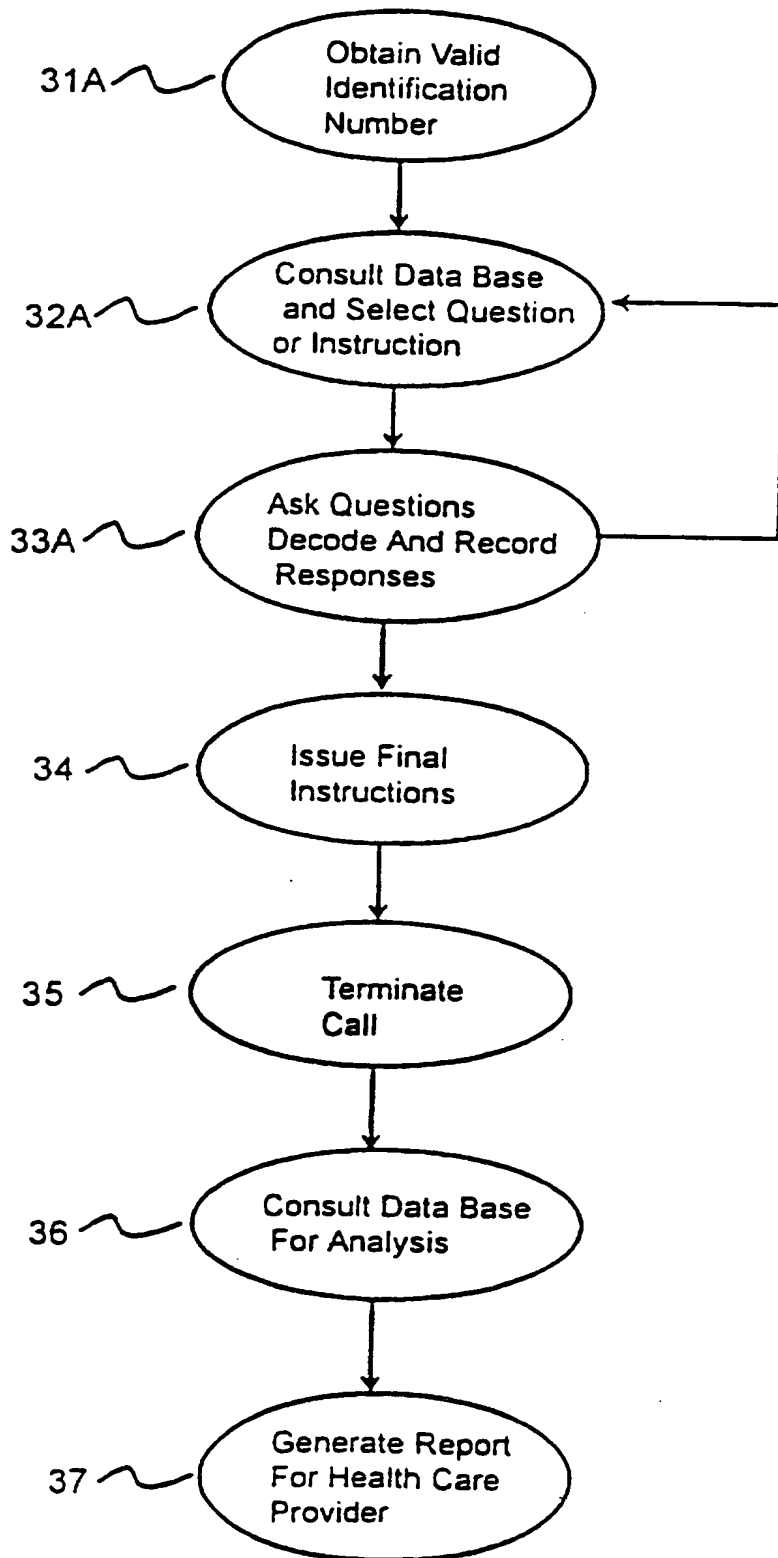 31A
Obtain Valid
Identification
Number
32A
Consult Data Base
and Select Question
or Instruction
33A
Ask Questions
Decode And Record
Responses
34
Issue Final
Instructions
35
Terminate
Call
36
Consult Data Base
For Analysis
37
Generate Report
For Health Care
Provider